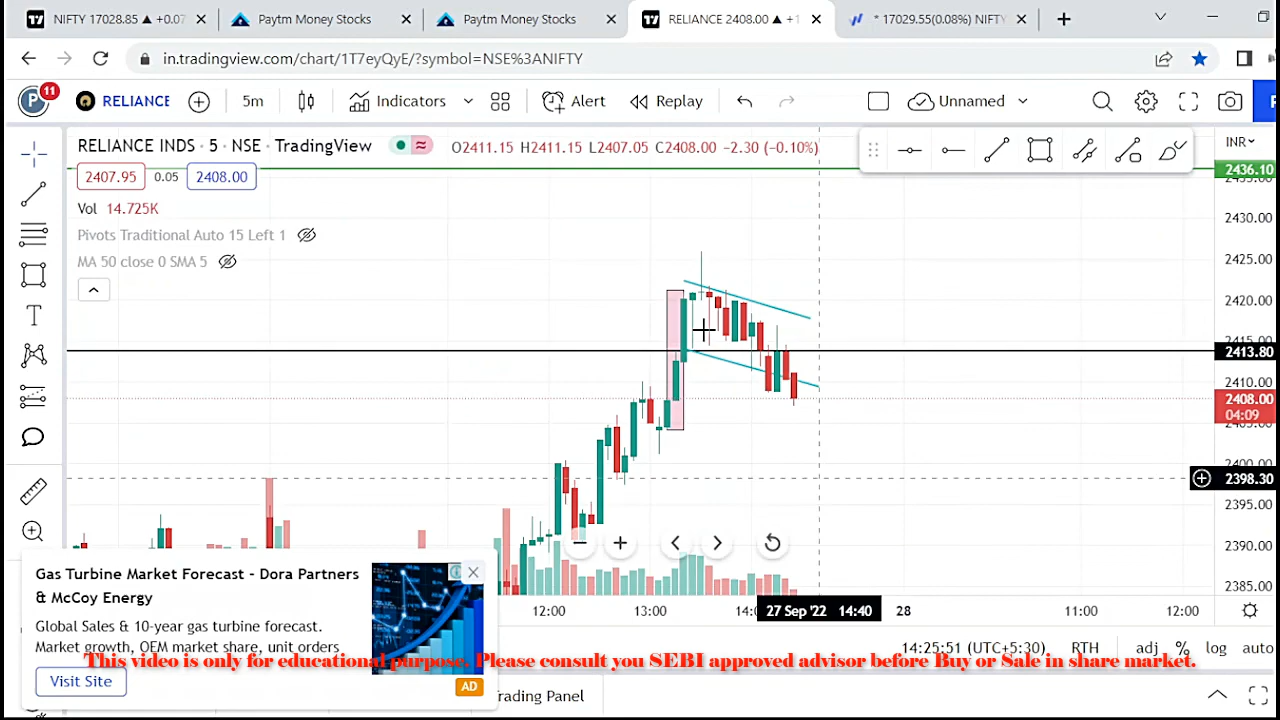 NIFTY 17028.85 ▲ +0.07
Paytm Money Stocks
Paytm Money Stocks
RELIANCE 2408.00 ▲ +1
* 17029.55(0.08%) NIFTY
in.tradingview.com/chart/1T7eyQyE/?symbol=NSE%3ANIFTY
P 11 RELIANCE 5m Indicators Alert Replay Unnamed
RELIANCE INDS · 5 · NSE · TradingView O2411.15 H2411.15 L2407.05 C2408.00 −2.30 (−0.10%) INR
2407.95 0.05 2408.00
Vol 14.725K
Pivots Traditional Auto 15 Left 1
MA 50 close 0 SMA 5
2436.10
2430.00
2425.00
2420.00
2415.00
2413.80
2410.00
2408.00
04:09
2400.00
2398.30
2395.00
2390.00
2385.00
12:00 13:00 27 Sep '22 14:40 28 11:00 12:00
Gas Turbine Market Forecast - Dora Partners
& McCoy Energy
Global Sales & 10-year gas turbine forecast.
Market growth, OEM market share, unit orders
Visit Site
AD
14:25:51 (UTC+5:30) RTH adj % log auto
This video is only for educational purpose. Please consult you SEBI approved advisor before Buy or Sale in share market.
Trading Panel